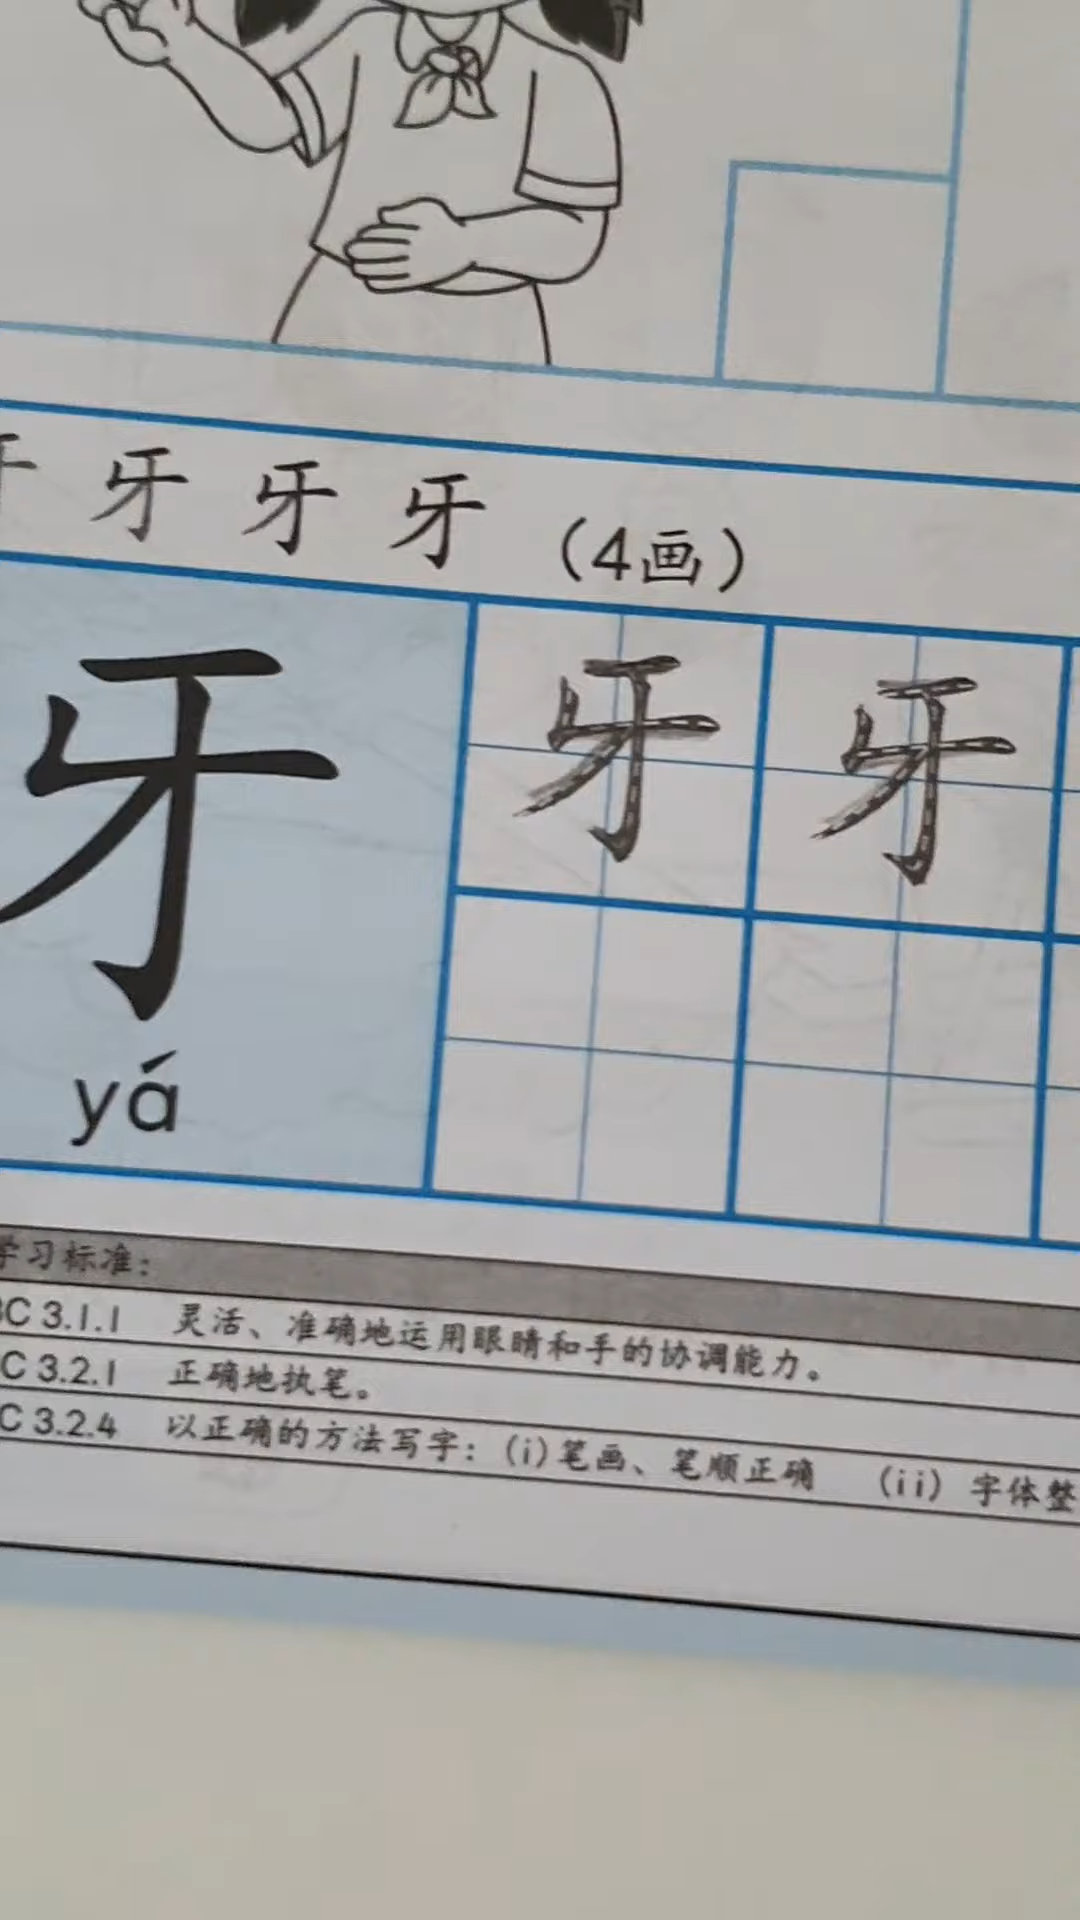 牙 牙 牙 (4画)
牙 牙 牙
yá
学习标准:
C 3.1.1 灵活、准确地运用眼睛和手的协调能力。
C 3.2.1 正确地执笔。
C 3.2.4 以正确的方法写字: (i)笔画、笔顺正确 (ii) 字体整